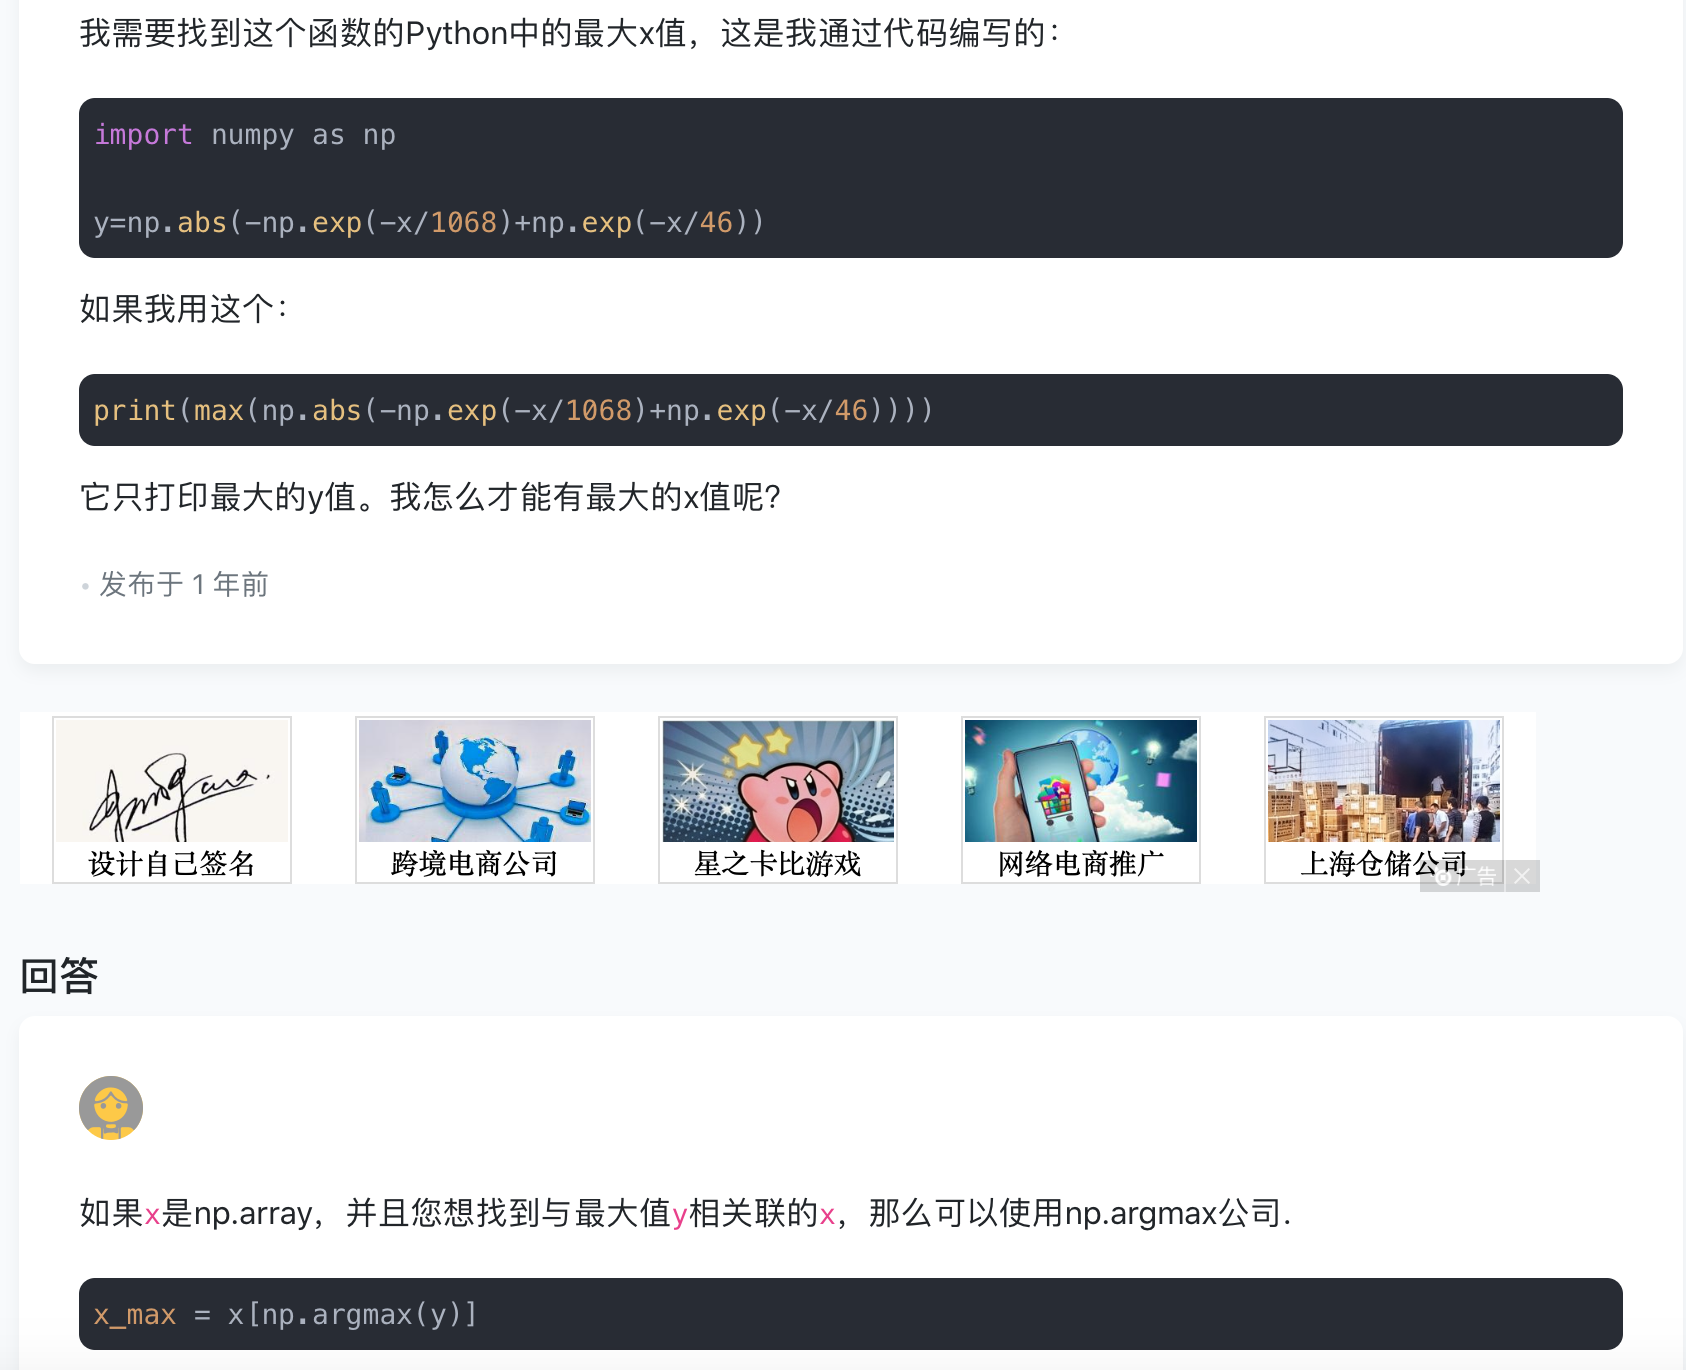 我需要找到这个函数的Python中的最大x值，这是我通过代码编写的：
import numpy as np
y=np.abs(-np.exp(-x/1068)+np.exp(-x/46))
如果我用这个：
print(max(np.abs(-np.exp(-x/1068)+np.exp(-x/46))))
它只打印最大的y值。我怎么才能有最大的x值呢?
• 发布于 1 年前
设计自己签名
跨境电商公司
星之卡比游戏
网络电商推广
上海仓储公司
广告
回答
如果x是np.array，并且您想找到与最大值y相关联的x，那么可以使用np.argmax公司.
x_max = x[np.argmax(y)]